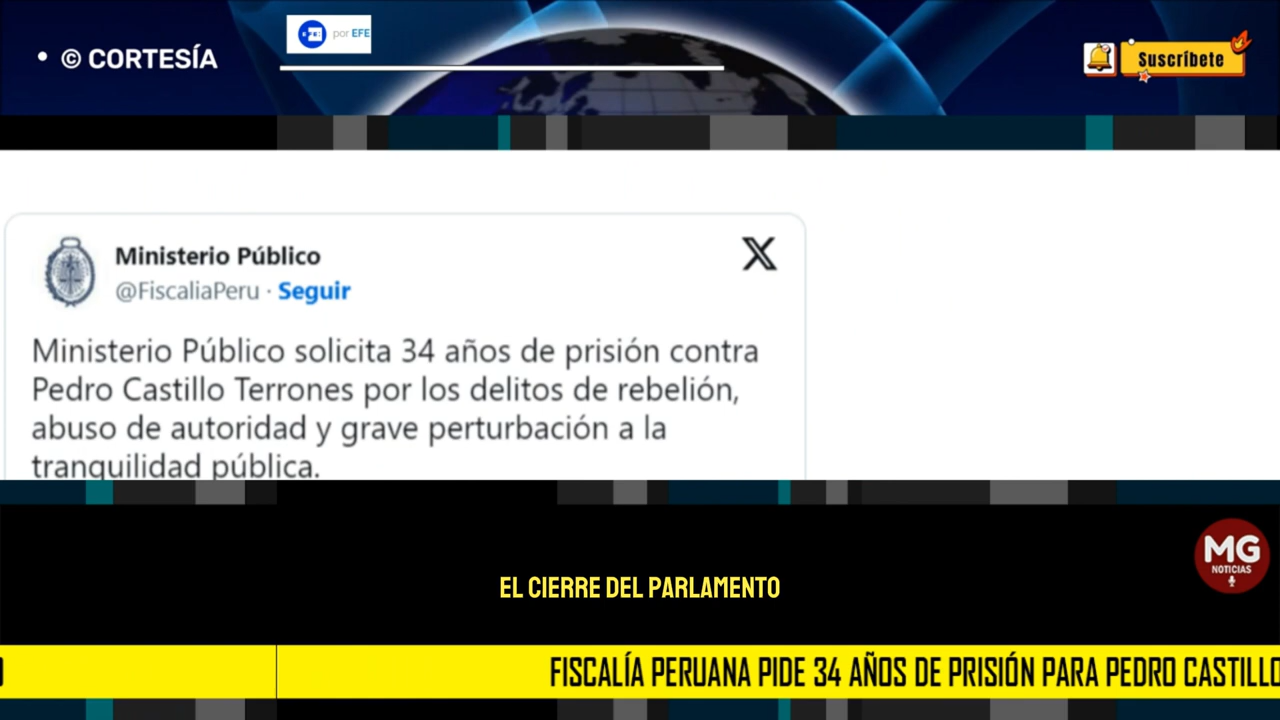 • © CORTESÍA
EFE: por EFE
Suscríbete
Ministerio Público
@FiscaliaPeru · Seguir
Ministerio Público solicita 34 años de prisión contra
Pedro Castillo Terrones por los delitos de rebelión,
abuso de autoridad y grave perturbación a la
tranquilidad pública.
EL CIERRE DEL PARLAMENTO
MG
NOTICIAS
FISCALÍA PERUANA PIDE 34 AÑOS DE PRISIÓN PARA PEDRO CASTILLO